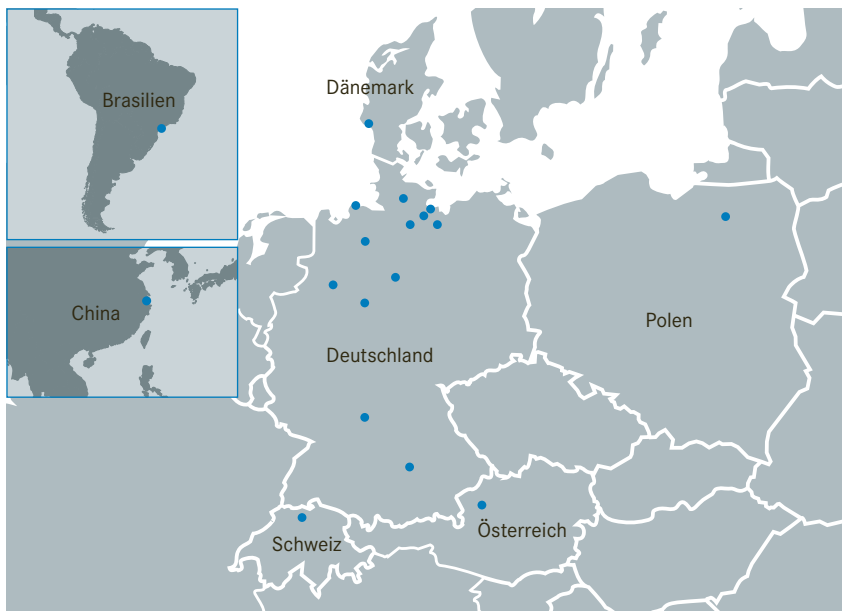 Brasilien
Dänemark
China
Polen
Deutschland
Österreich
Schweiz